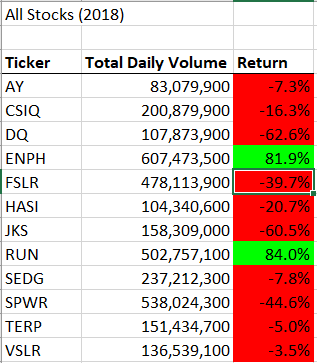 All Stocks (2018)
Ticker Total Daily Volume Return
AY 83,079,900 -7.3%
CSIQ 200,879,900 -16.3%
DQ 107,873,900 -62.6%
ENPH 607,473,500 81.9%
FSLR 478,113,900 -39.7%
HASI 104,340,600 -20.7%
JKS 158,309,000 -60.5%
RUN 502,757,100 84.0%
SEDG 237,212,300 -7.8%
SPWR 538,024,300 -44.6%
TERP 151,434,700 -5.0%
VSLR 136,539,100 -3.5%